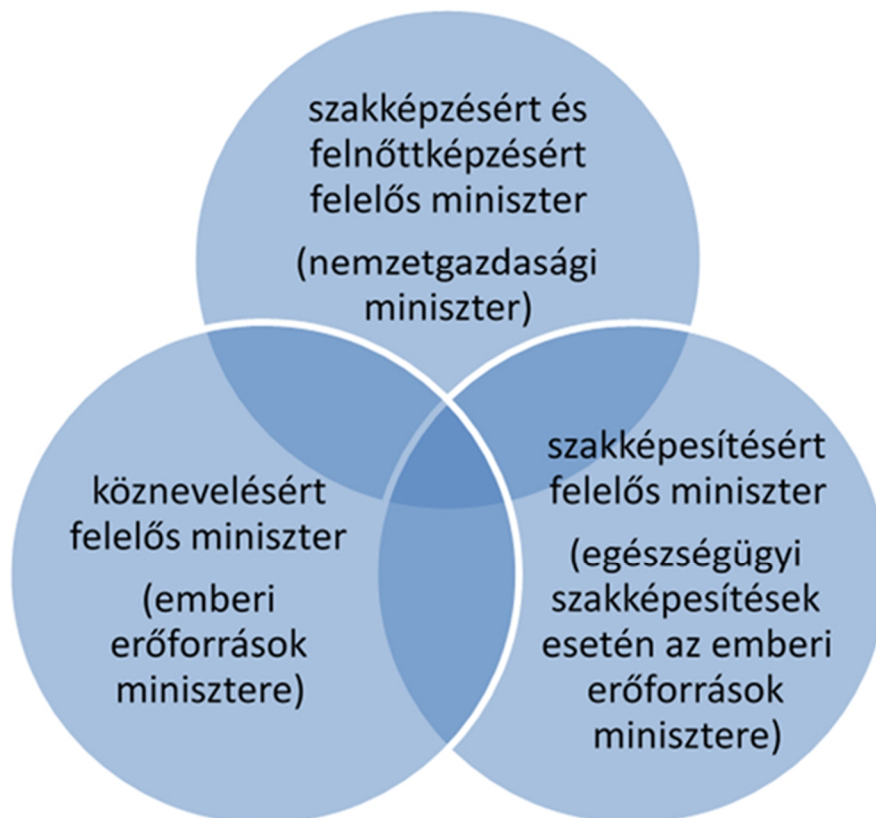 szakképzésért és
felnőttképzésért
felelős miniszter
(nemzetgazdasági
miniszter)
köznevelésért
felelős miniszter
(emberi
erőforrások
minisztere)
szakképesítésért
felelős miniszter
(egészségügyi
szakképesítések
esetén az emberi
erőforrások
minisztere)